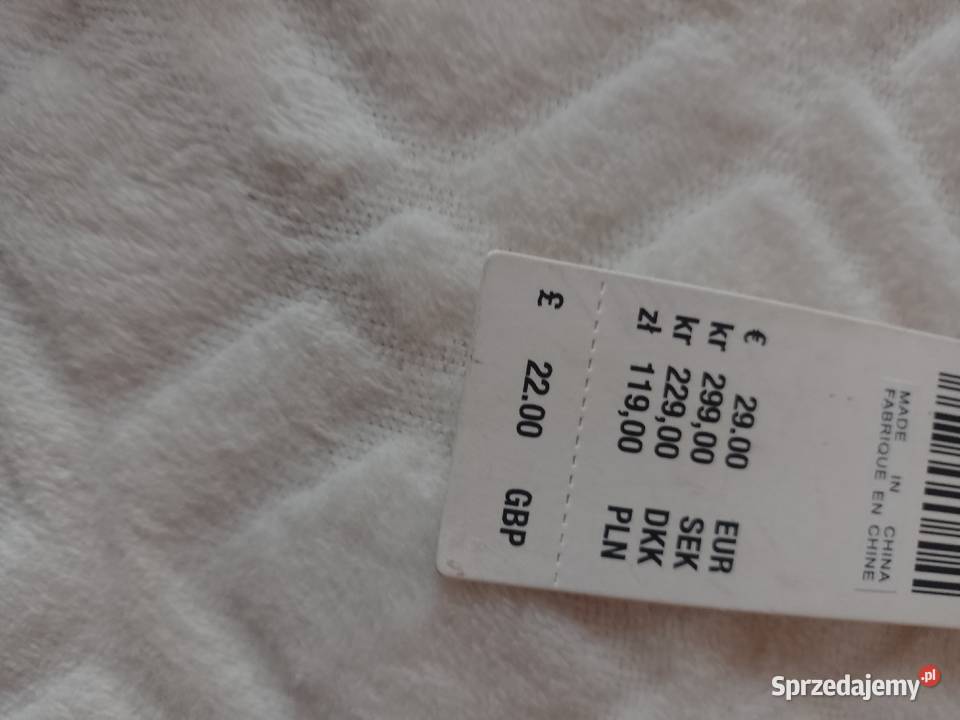 MADE IN CHINA
FABRIQUE EN CHINE
€ 29.00 EUR
kr 299,00 SEK
kr 229,00 DKK
zł 119,00 PLN
£ 22.00 GBP
Sprzedajemy.pl